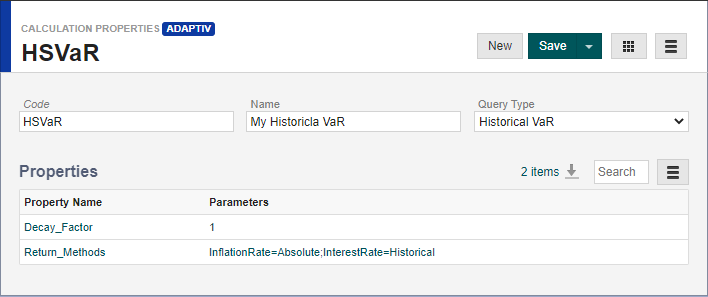 CALCULATION PROPERTIES ADAPTIV
HSVaR
New Save
Code Name Query Type
HSVaR My Historicla VaR Historical VaR
Properties 2 items Search
Property Name Parameters
Decay_Factor 1
Return_Methods InflationRate=Absolute;InterestRate=Historical